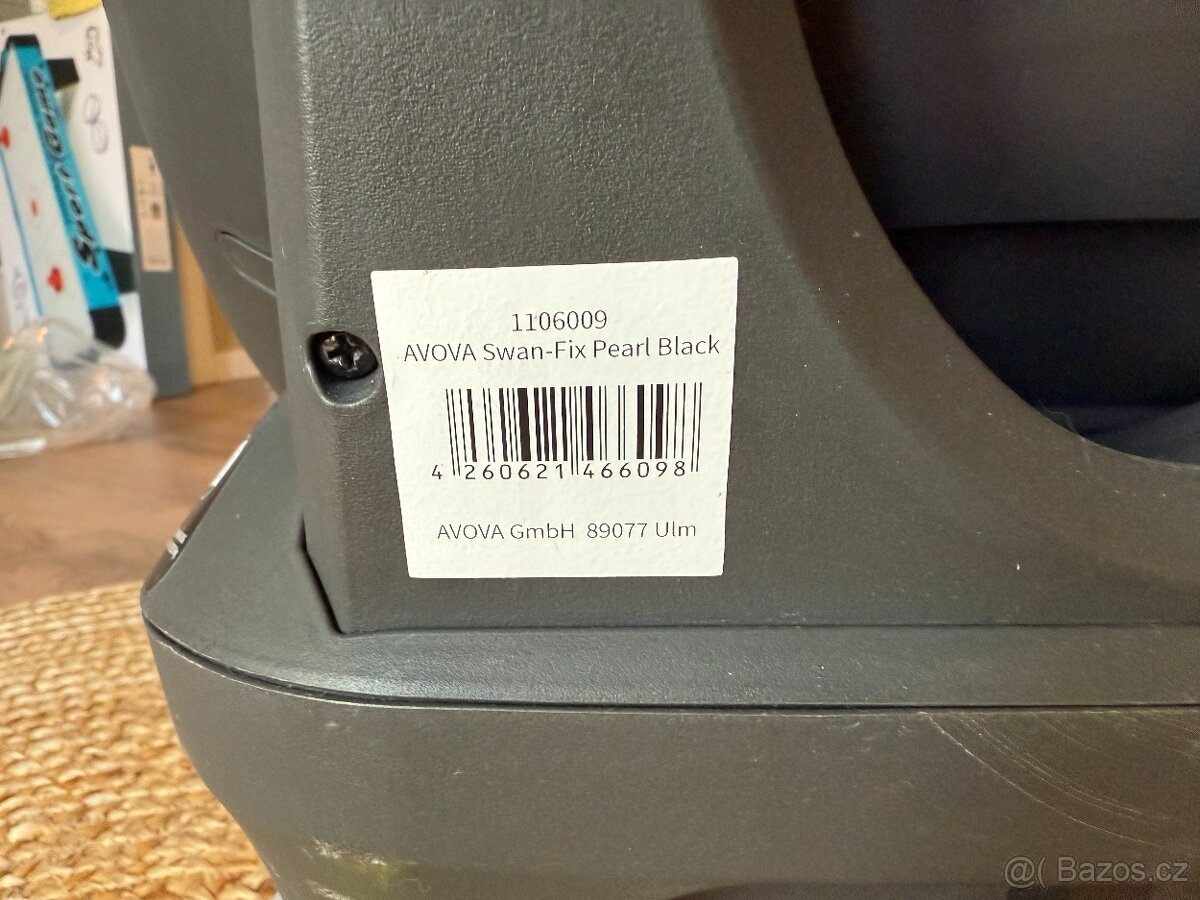 1106009
AVOVA Swan-Fix Pearl Black
4 260621 466098
AVOVA GmbH 89077 Ulm
@( Bazos.cz